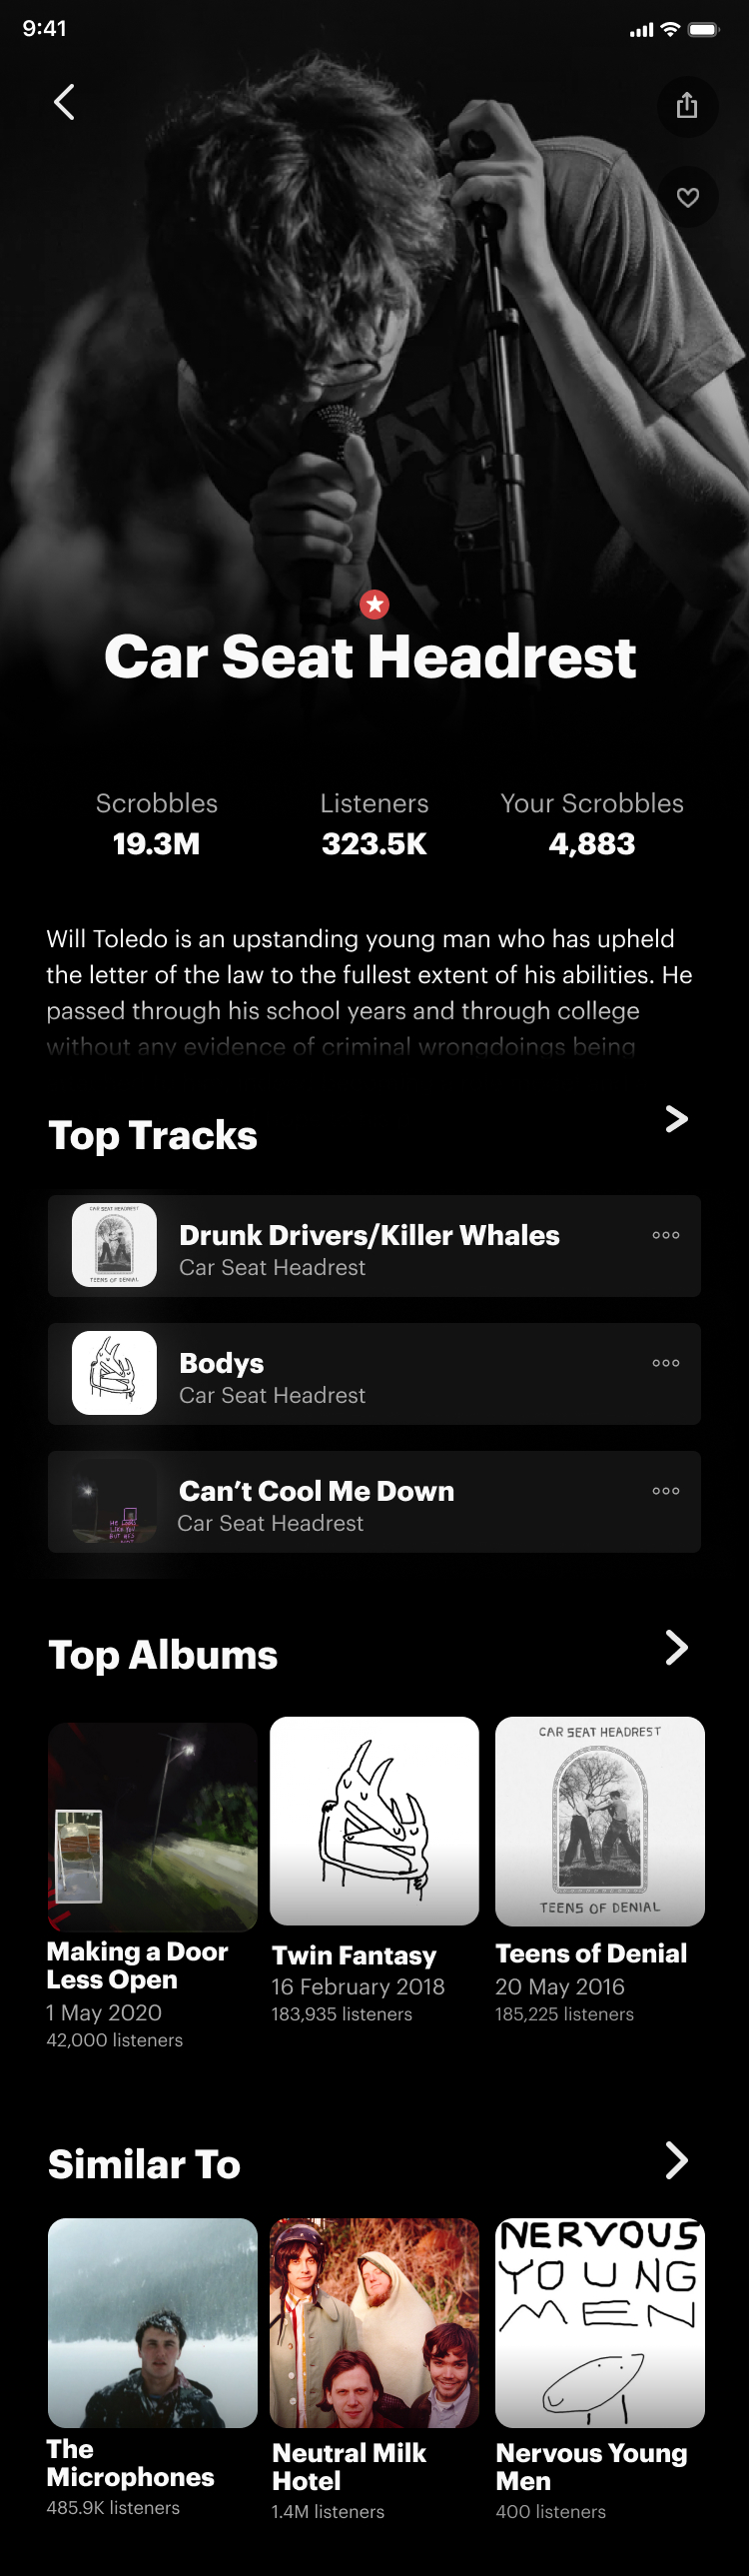 9:41
Car Seat Headrest
Scrobbles Listeners Your Scrobbles
19.3M 323.5K 4,883
Will Toledo is an upstanding young man who has upheld
the letter of the law to the fullest extent of his abilities. He
passed through his school years and through college
without any evidence of criminal wrongdoings being
Top Tracks
CAR SEAT HEADREST
TEENS OF DENIAL
Drunk Drivers/Killer Whales
Car Seat Headrest
Bodys
Car Seat Headrest
Can't Cool Me Down
Car Seat Headrest
Top Albums
CAR SEAT HEADREST
TEENS OF DENIAL
Making a Door
Less Open
1 May 2020
42,000 listeners
Twin Fantasy
16 February 2018
183,935 listeners
Teens of Denial
20 May 2016
185,225 listeners
Similar To
NERVOUS
YOUNG
MEN
The
Microphones
485.9K listeners
Neutral Milk
Hotel
1.4M listeners
Nervous Young
Men
400 listeners